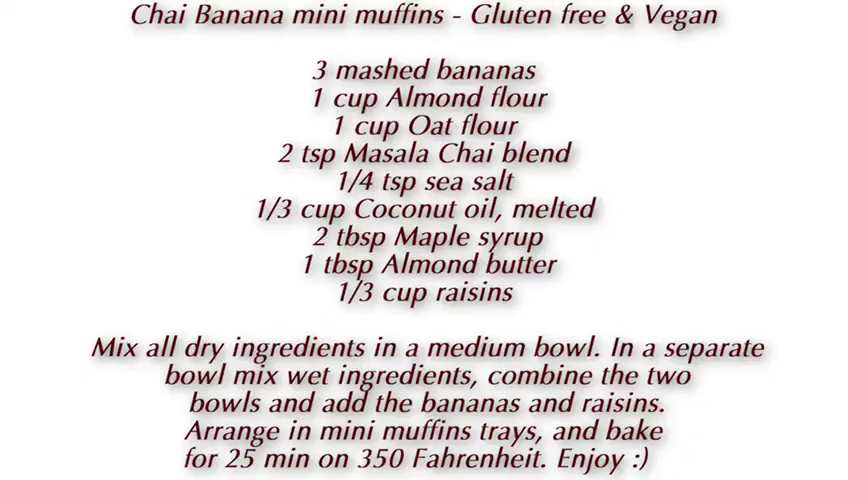 Chai Banana mini muffins - Gluten free & Vegan
3 mashed bananas
1 cup Almond flour
1 cup Oat flour
2 tsp Masala Chai blend
1/4 tsp sea salt
1/3 cup Coconut oil, melted
2 tbsp Maple syrup
1 tbsp Almond butter
1/3 cup raisins
Mix all dry ingredients in a medium bowl. In a separate
bowl mix wet ingredients, combine the two
bowls and add the bananas and raisins.
Arrange in mini muffins trays, and bake
for 25 min on 350 Fahrenheit. Enjoy :)